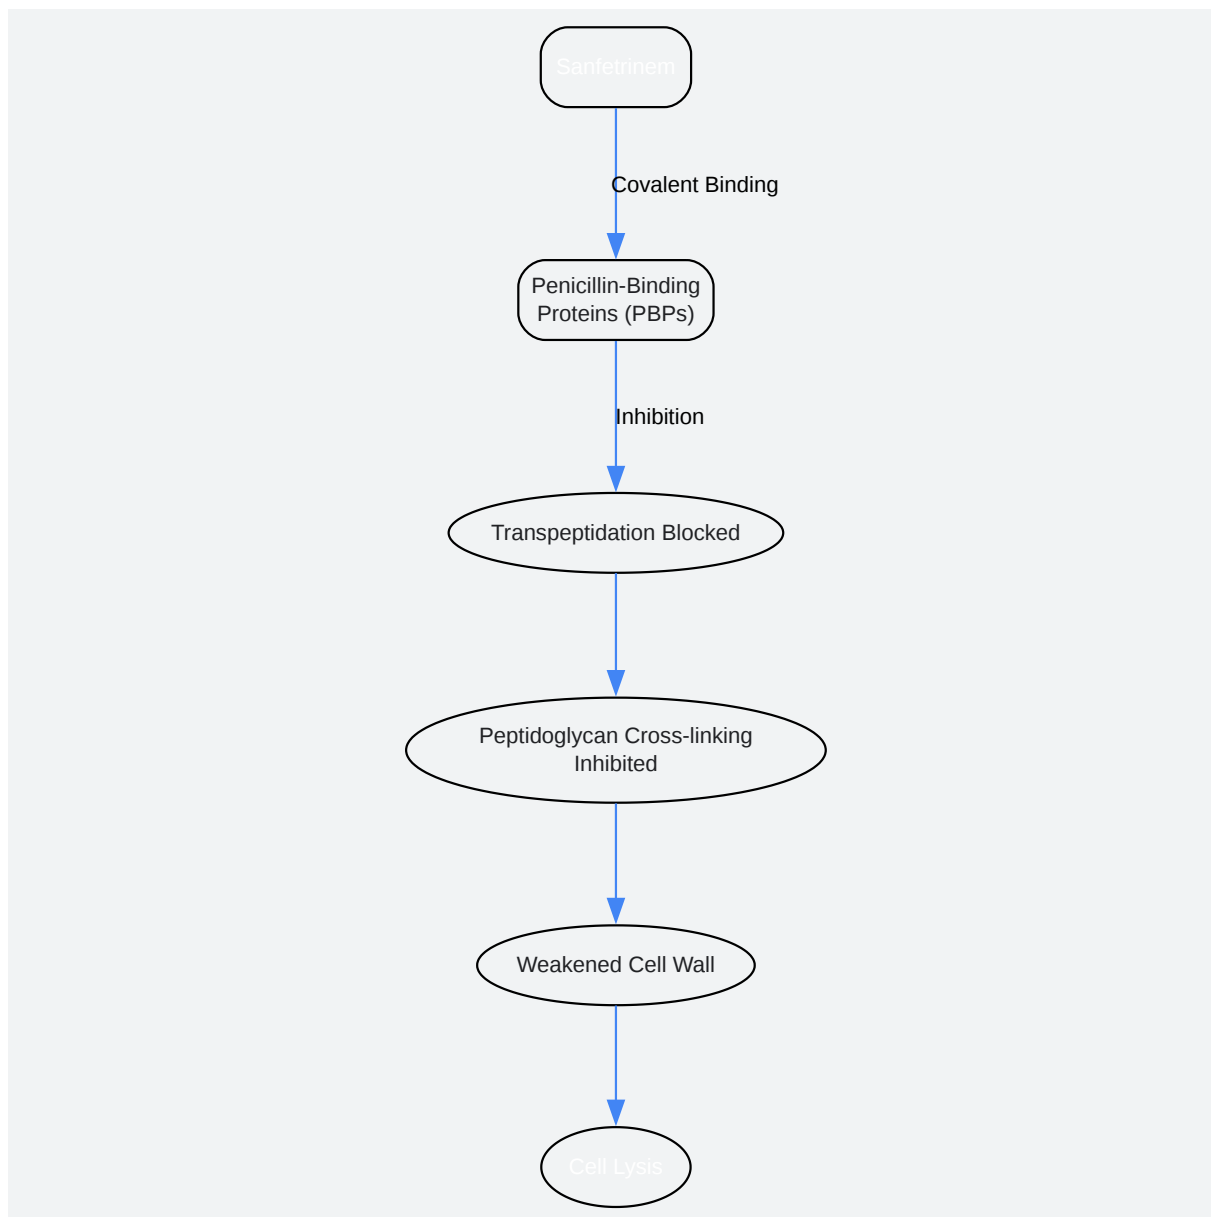 Sanfetrinem
Covalent Binding
Penicillin-Binding
Proteins (PBPs)
Inhibition
Transpeptidation Blocked
Peptidoglycan Cross-linking
Inhibited
Weakened Cell Wall
Cell Lysis